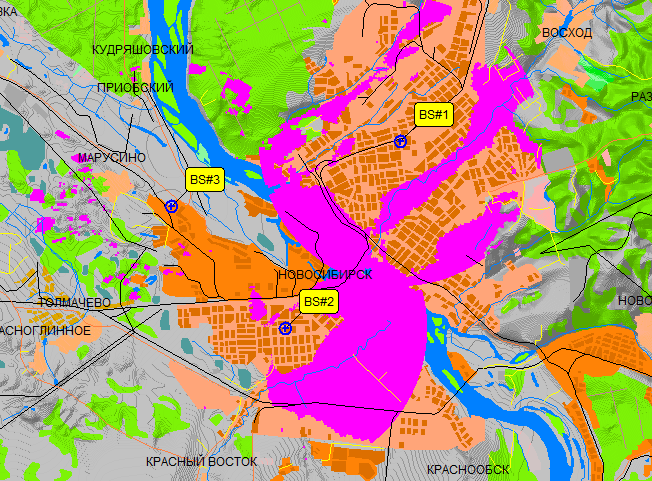 ВКА
ВОСХОД
КУДРЯШОВСКИЙ
ПРИОБСКИЙ
РАЗ
BS#1
МАРУСИНО
BS#3
НОВОСИБИРСК
BS#2
ТОЛМАЧЕВО
НОВО
АСНОГЛИННОЕ
КРАСНЫЙ ВОСТОК
КРАСНООБСК